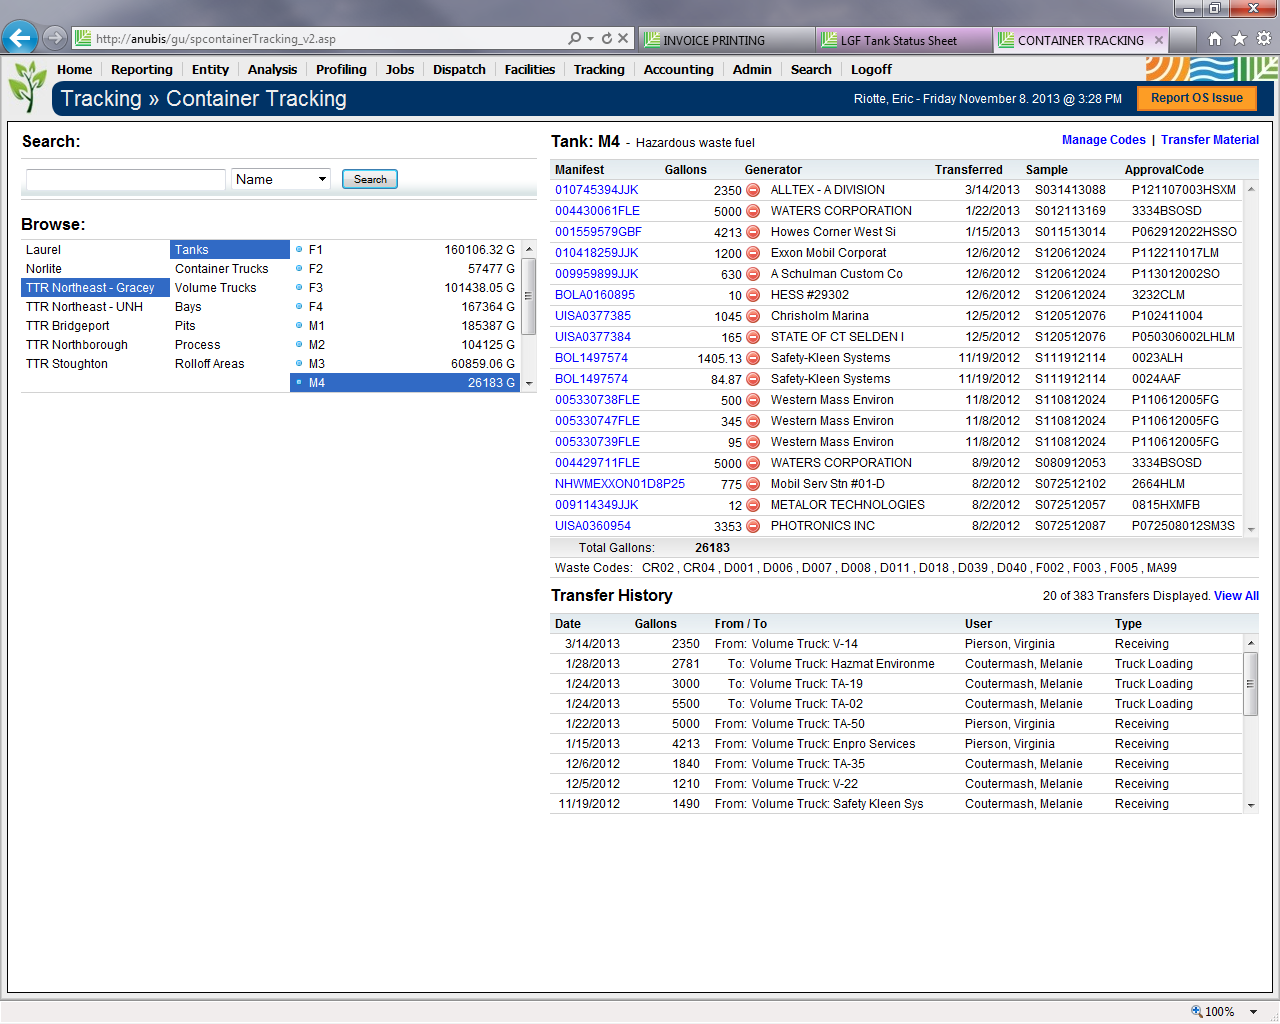 http://anubis/gu/spcontainerTracking_v2.asp
INVOICE PRINTING
LGF Tank Status Sheet
CONTAINER TRACKING
Home Reporting Entity Analysis Profiling Jobs Dispatch Facilities Tracking Accounting Admin Search Logoff
Tracking » Container Tracking
Riotte, Eric - Friday November 8. 2013 @ 3:28 PM
Report OS Issue
Search:
Name
Search
Browse:
Laurel Tanks F1 160106.32 G
Norlite Container Trucks F2 57477 G
TTR Northeast - Gracey Volume Trucks F3 101438.05 G
TTR Northeast - UNH Bays F4 167364 G
TTR Bridgeport Pits M1 185387 G
TTR Northborough Process M2 104125 G
TTR Stoughton Rolloff Areas M3 60859.06 G
M4 26183 G
Tank: M4 - Hazardous waste fuel
Manage Codes | Transfer Material
Manifest Gallons Generator Transferred Sample ApprovalCode
010745394JJK 2350 ALLTEX - A DIVISION 3/14/2013 S031413088 P121107003HSXM
004430061FLE 5000 WATERS CORPORATION 1/22/2013 S012113169 3334BSOSD
001559579GBF 4213 Howes Corner West Si 1/15/2013 S011513014 P062912022HSSO
010418259JJK 1200 Exxon Mobil Corporat 12/6/2012 S120612024 P112211017LM
009959899JJK 630 A Schulman Custom Co 12/6/2012 S120612024 P113012002SO
BOLA0160895 10 HESS #29302 12/6/2012 S120612024 3232CLM
UISA0377385 1045 Chrisholm Marina 12/5/2012 S120512076 P102411004
UISA0377384 165 STATE OF CT SELDEN I 12/5/2012 S120512076 P050306002LHLM
BOL1497574 1405.13 Safety-Kleen Systems 11/19/2012 S111912114 0023ALH
BOL1497574 84.87 Safety-Kleen Systems 11/19/2012 S111912114 0024AAF
005330738FLE 500 Western Mass Environ 11/8/2012 S110812024 P110612005FG
005330747FLE 345 Western Mass Environ 11/8/2012 S110812024 P110612005FG
005330739FLE 95 Western Mass Environ 11/8/2012 S110812024 P110612005FG
004429711FLE 5000 WATERS CORPORATION 8/9/2012 S080912053 3334BSOSD
NHWMEXXON01D8P25 775 Mobil Serv Stn #01-D 8/2/2012 S072512102 2664HLM
009114349JJK 12 METALOR TECHNOLOGIES 8/2/2012 S072512057 0815HXMFB
UISA0360954 3353 PHOTRONICS INC 8/2/2012 S072512087 P072508012SM3S
Total Gallons: 26183
Waste Codes: CR02 , CR04 , D001 , D006 , D007 , D008 , D011 , D018 , D039 , D040 , F002 , F003 , F005 , MA99
Transfer History
20 of 383 Transfers Displayed. View All
Date Gallons From / To User Type
3/14/2013 2350 From: Volume Truck: V-14 Pierson, Virginia Receiving
1/28/2013 2781 To: Volume Truck: Hazmat Environme Coutermash, Melanie Truck Loading
1/24/2013 3000 To: Volume Truck: TA-19 Coutermash, Melanie Truck Loading
1/24/2013 5500 To: Volume Truck: TA-02 Coutermash, Melanie Truck Loading
1/22/2013 5000 From: Volume Truck: TA-50 Pierson, Virginia Receiving
1/15/2013 4213 From: Volume Truck: Enpro Services Pierson, Virginia Receiving
12/6/2012 1840 From: Volume Truck: TA-35 Coutermash, Melanie Receiving
12/5/2012 1210 From: Volume Truck: V-22 Coutermash, Melanie Receiving
11/19/2012 1490 From: Volume Truck: Safety Kleen Sys Coutermash, Melanie Receiving
100%